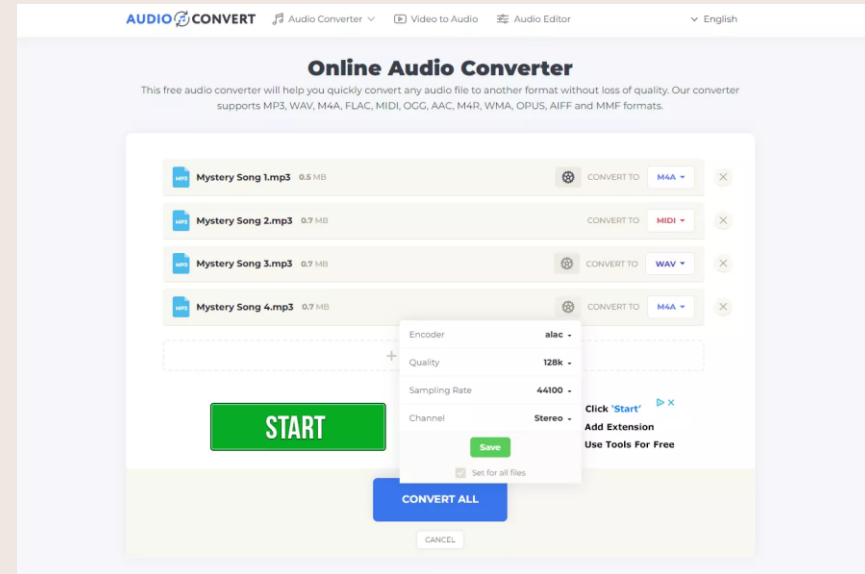 AUDIO CONVERT Audio Converter Video to Audio Audio Editor English
Online Audio Converter
This free audio converter will help you quickly convert any audio file to another format without loss of quality. Our converter
supports MP3, WAV, M4A, FLAC, MIDI, OGG, AAC, M4R, WMA, OPUS, AIFF and MMF formats.
MP3 Mystery Song 1.mp3 0.5 MB CONVERT TO M4A
MP3 Mystery Song 2.mp3 0.7 MB CONVERT TO MIDI
MP3 Mystery Song 3.mp3 0.7 MB CONVERT TO WAV
MP3 Mystery Song 4.mp3 0.7 MB CONVERT TO M4A
+
Encoder alac
Quality 128k
Sampling Rate 44100
Channel Stereo
Save
Set for all files
START
Click 'Start'
Add Extension
Use Tools For Free
CONVERT ALL
CANCEL